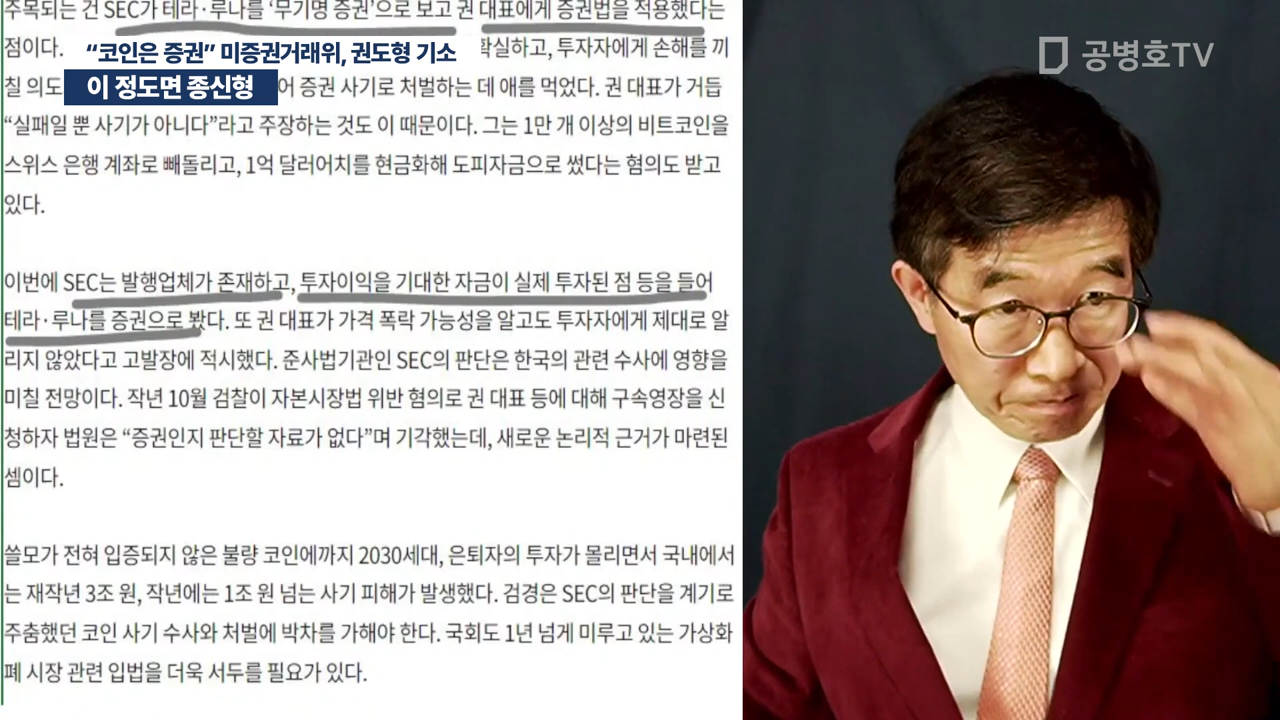 주목되는 건 SEC가 테라·루나를 ‘무기명 증권’으로 보고 권 대표에게 증권법을 적용했다는
점이다.
“코인은 증권” 미증권거래위, 권도형 기소
확실하고, 투자자에게 손해를 끼
칠 의도
이 정도면 종신형
어 증권 사기로 처벌하는 데 애를 먹었다. 권 대표가 거듭
“실패일 뿐 사기가 아니다”라고 주장하는 것도 이 때문이다. 그는 1만 개 이상의 비트코인을
스위스 은행 계좌로 빼돌리고, 1억 달러어치를 현금화해 도피자금으로 썼다는 혐의도 받고
있다.
이번에 SEC는 발행업체가 존재하고, 투자이익을 기대한 자금이 실제 투자된 점 등을 들어
테라·루나를 증권으로 봤다. 또 권 대표가 가격 폭락 가능성을 알고도 투자자에게 제대로 알
리지 않았다고 고발장에 적시했다. 준사법기관인 SEC의 판단은 한국의 관련 수사에 영향을
미칠 전망이다. 작년 10월 검찰이 자본시장법 위반 혐의로 권 대표 등에 대해 구속영장을 신
청하자 법원은 “증권인지 판단할 자료가 없다”며 기각했는데, 새로운 논리적 근거가 마련된
셈이다.
쓸모가 전혀 입증되지 않은 불량 코인에까지 2030세대, 은퇴자의 투자가 몰리면서 국내에서
는 재작년 3조 원, 작년에는 1조 원 넘는 사기 피해가 발생했다. 검경은 SEC의 판단을 계기로
주춤했던 코인 사기 수사와 처벌에 박차를 가해야 한다. 국회도 1년 넘게 미루고 있는 가상화
폐 시장 관련 입법을 더욱 서두를 필요가 있다.
공병호TV